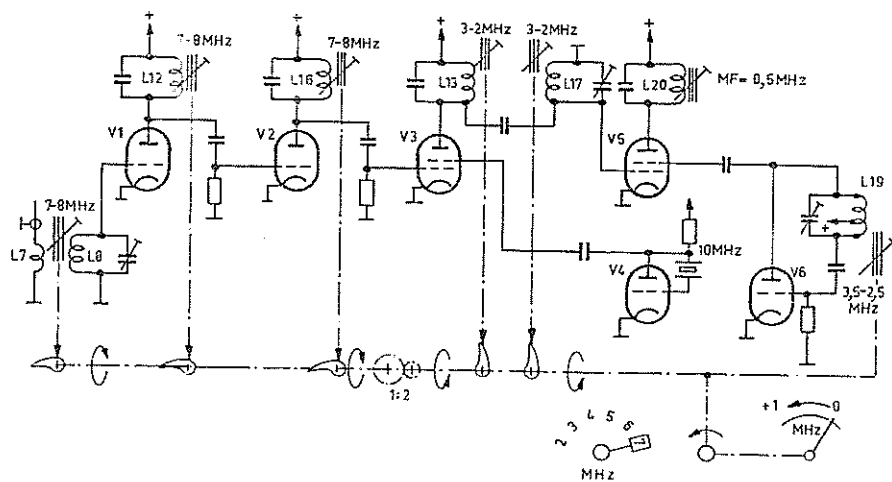 +
7-8MHz
L12
V1
7-8MHz
L7
L8
+
7-8MHz
L16
V2
+
3-2MHz
L13
V3
3-2MHz
L17
+
L20
MF= 0,5MHz
V5
10MHz
V4
L19
+
V6
3,5-2,5
MHz
1:2
2 3 4 5 6 7
MHz
+1 0
MHz